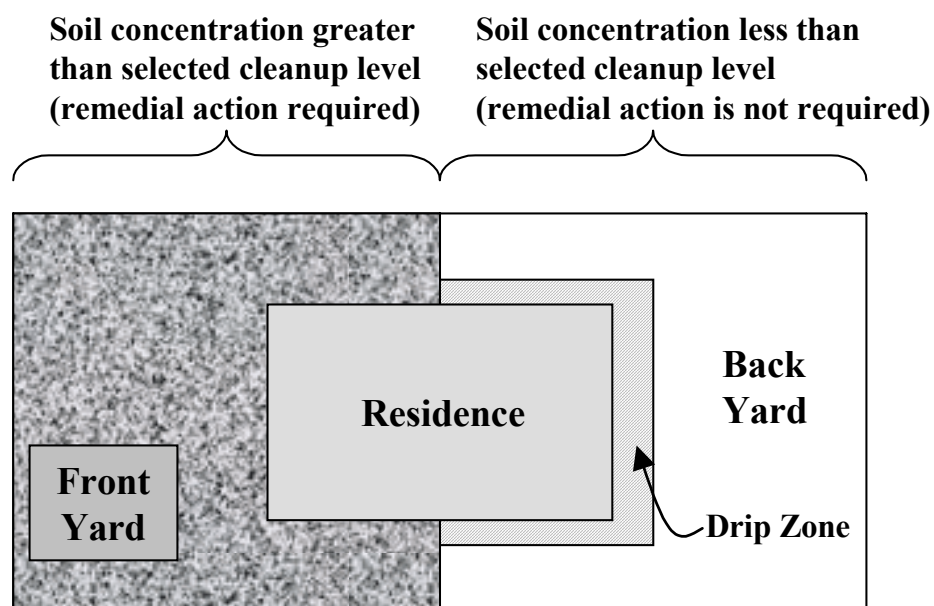 Soil concentration greater
than selected cleanup level
(remedial action required)
Soil concentration less than
selected cleanup level
(remedial action is not required)
Residence
Back
Yard
Front
Yard
Drip Zone